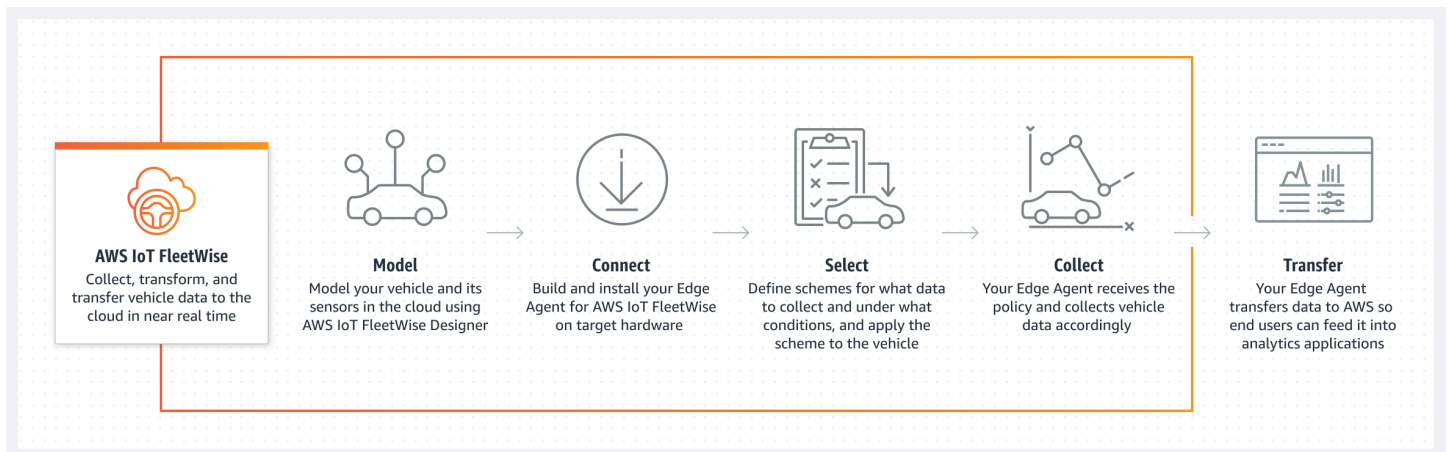 AWS IoT FleetWise
Collect, transform, and
transfer vehicle data to the
cloud in near real time
Model
Model your vehicle and its
sensors in the cloud using
AWS IoT FleetWise Designer
Connect
Build and install your Edge
Agent for AWS IoT FleetWise
on target hardware
Select
Define schemes for what data
to collect and under what
conditions, and apply the
scheme to the vehicle
Collect
Your Edge Agent receives the
policy and collects vehicle
data accordingly
Transfer
Your Edge Agent
transfers data to AWS so
end users can feed it into
analytics applications